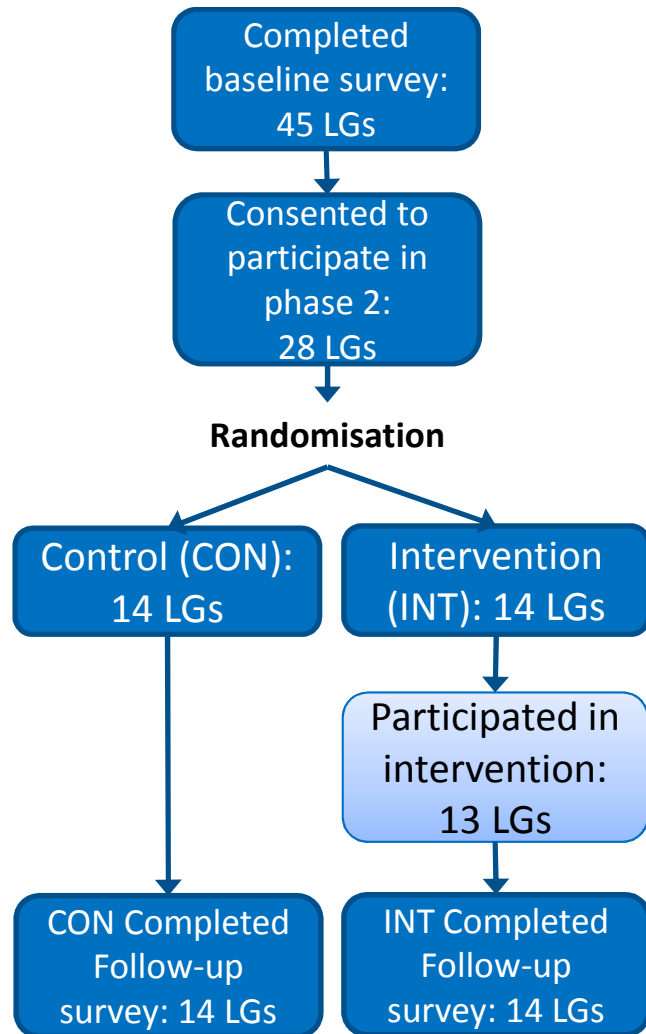 Completed
baseline survey:
45 LGs
Consented to
participate in
phase 2:
28 LGs
Randomisation
Control (CON):
14 LGs
Intervention
(INT): 14 LGs
Participated in
intervention:
13 LGs
CON Completed
Follow-up
survey: 14 LGs
INT Completed
Follow-up
survey: 14 LGs